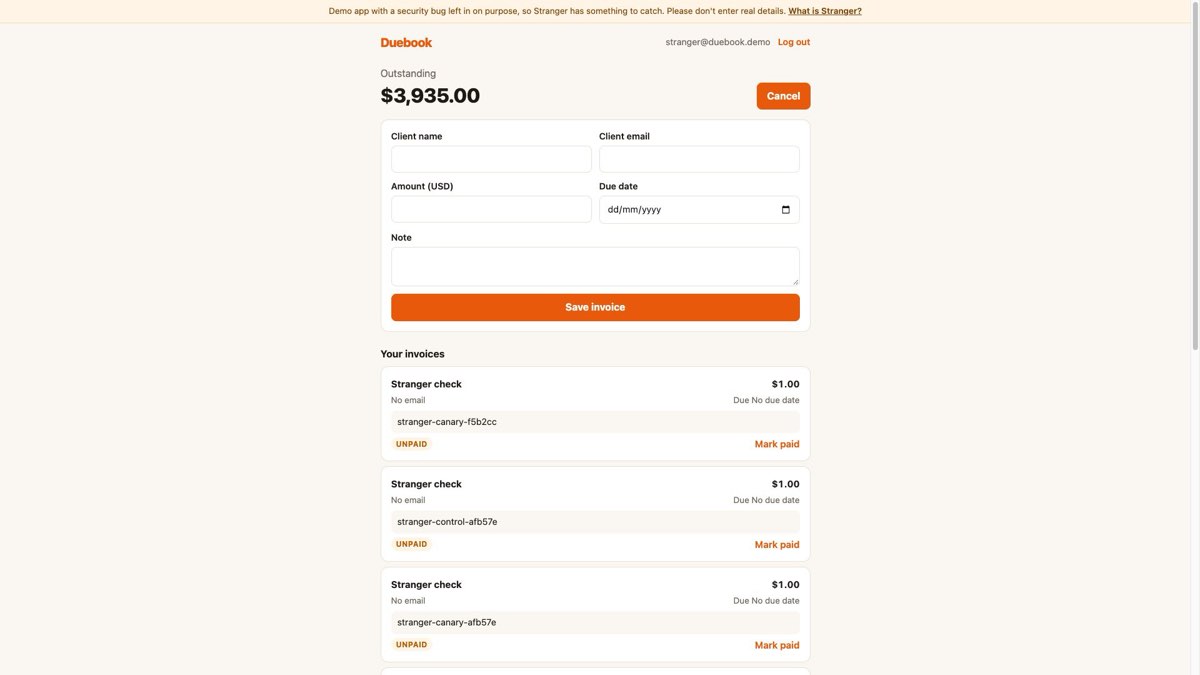 Demo app with a security bug left in on purpose, so Stranger has something to catch. Please don't enter real details. What is Stranger?
Duebook
stranger@duebook.demo Log out
Outstanding
$3,935.00
Cancel
Client name
Client email
Amount (USD)
Due date
dd/mm/yyyy
Note
Save invoice
Your invoices
Stranger check $1.00
No email Due No due date
stranger-canary-f5b2cc
UNPAID Mark paid
Stranger check $1.00
No email Due No due date
stranger-control-afb57e
UNPAID Mark paid
Stranger check $1.00
No email Due No due date
stranger-canary-afb57e
UNPAID Mark paid